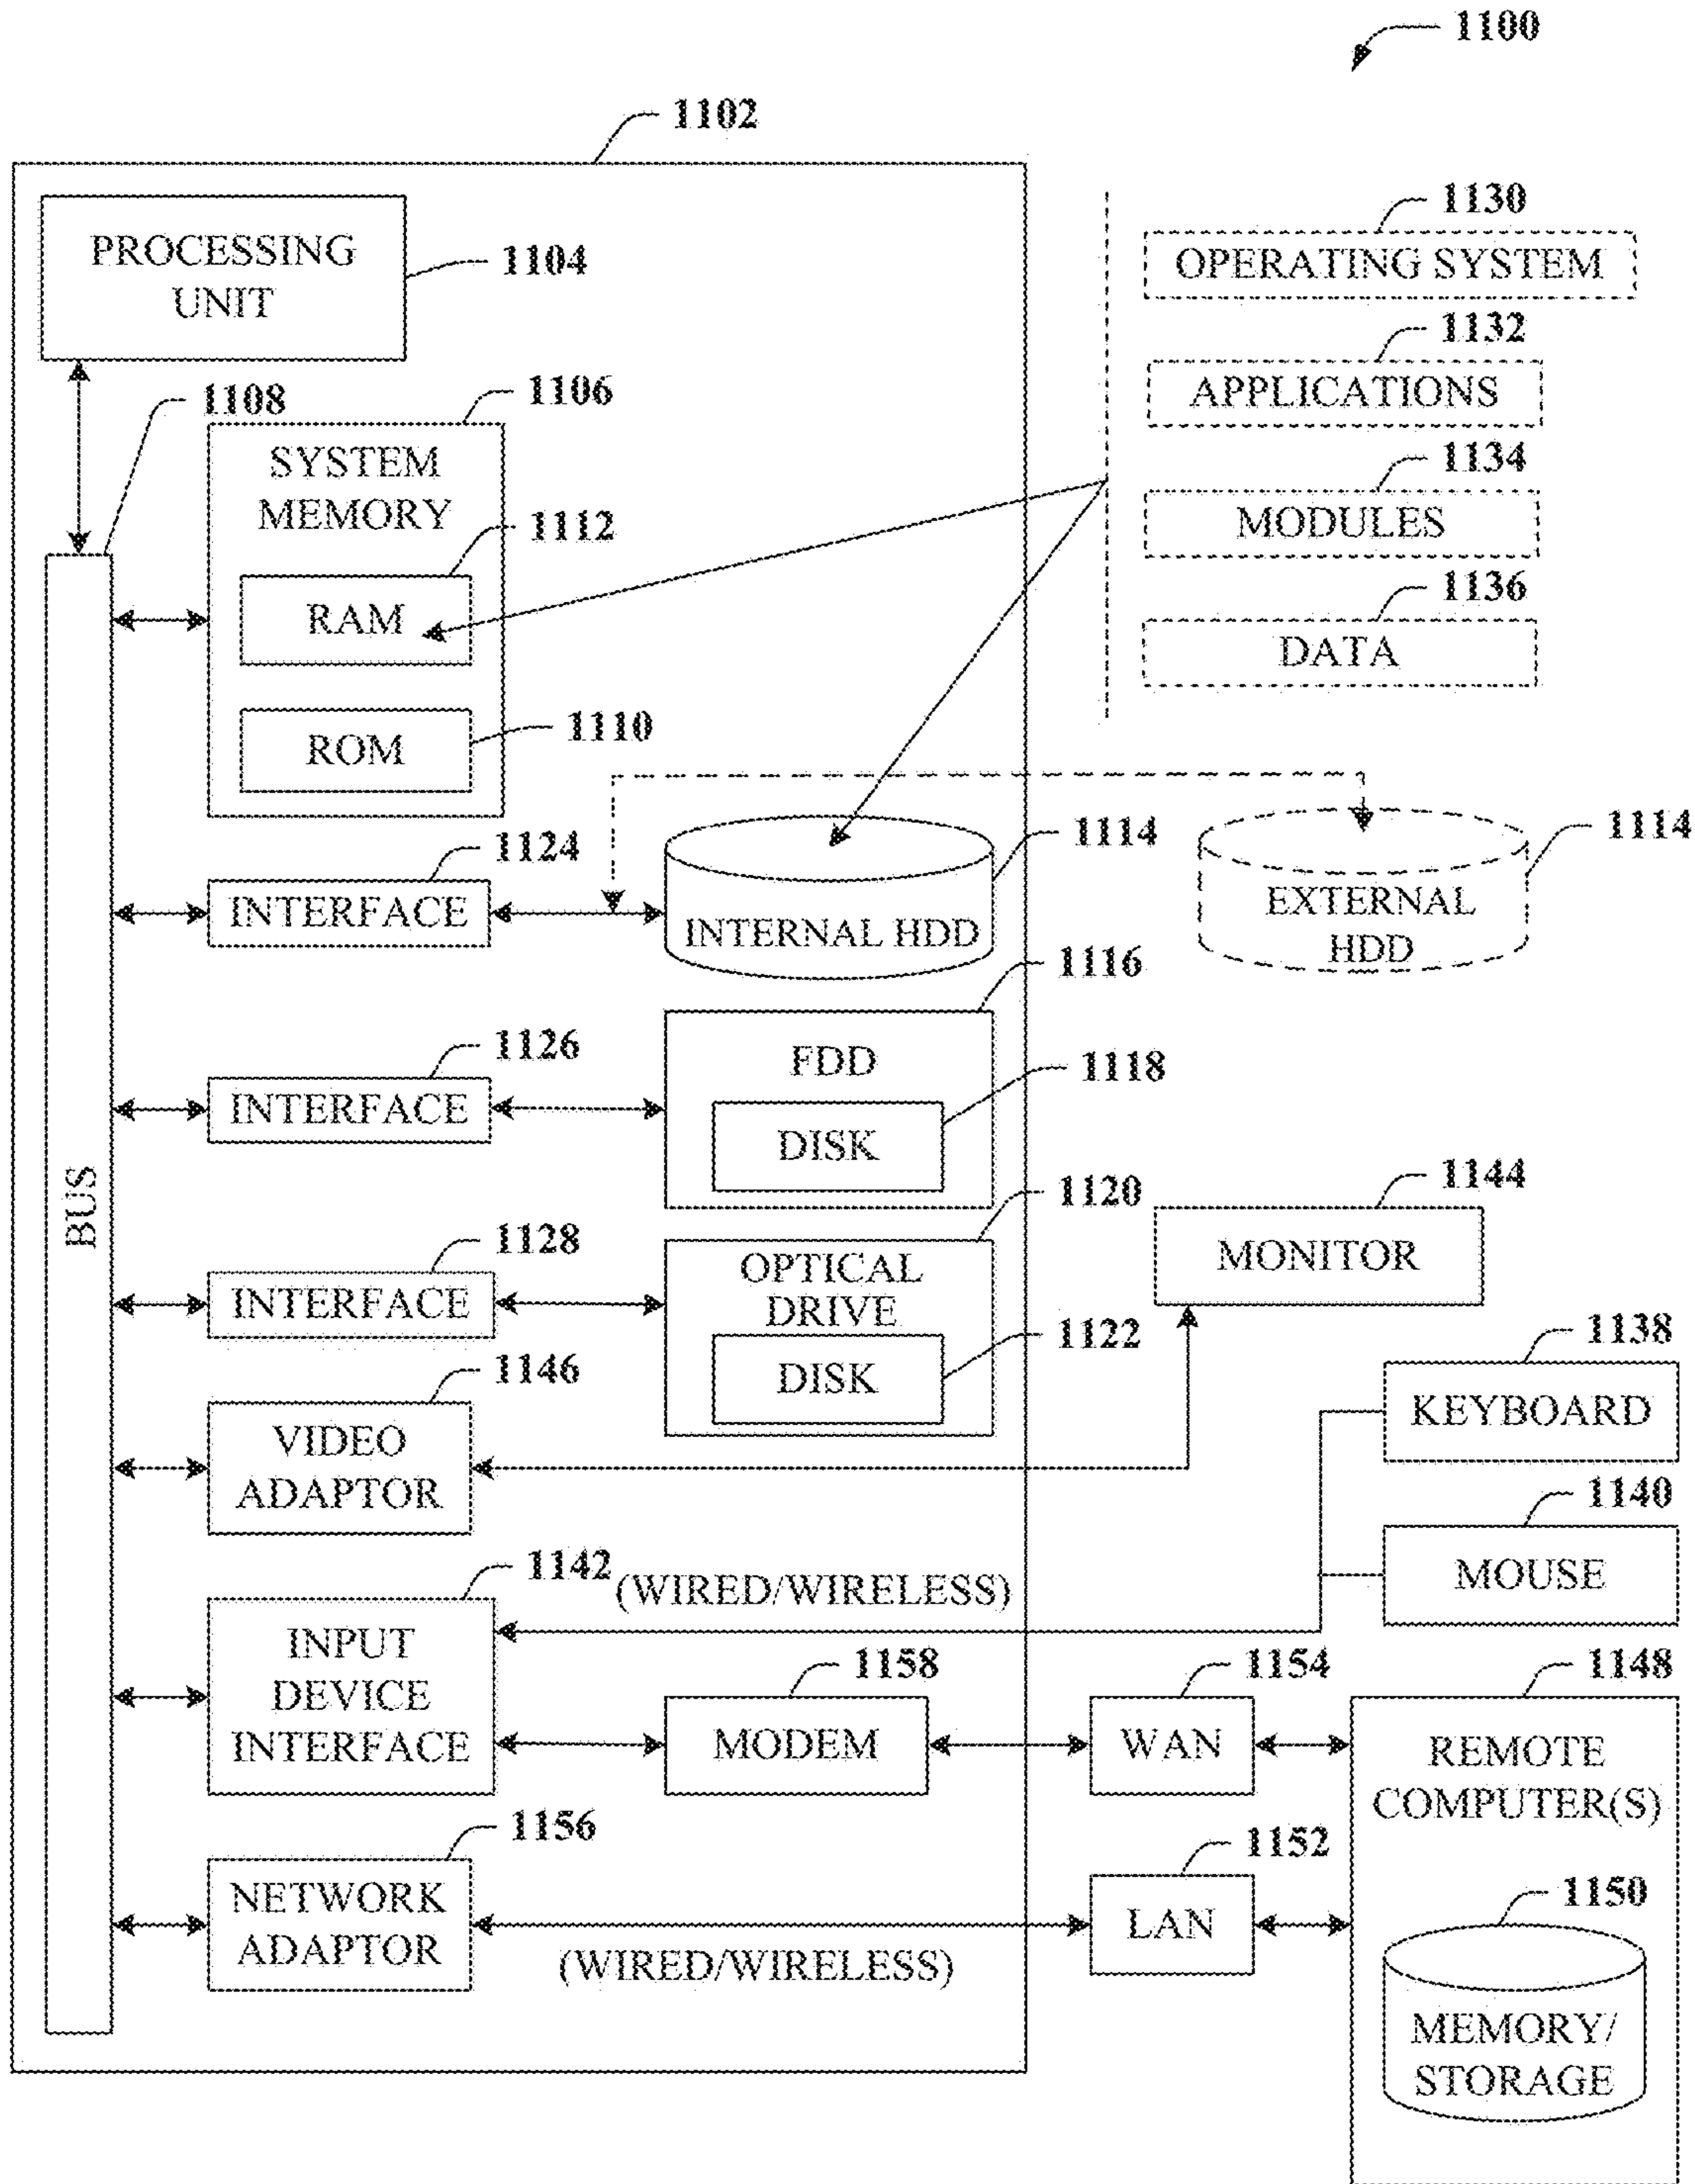 1100
1102
PROCESSING
UNIT
1104
1130
OPERATING SYSTEM
1132
APPLICATIONS
1134
MODULES
1136
DATA
1108
1106
SYSTEM
MEMORY
1112
RAM
1110
ROM
BUS
1124
INTERFACE
1114
INTERNAL HDD
1114
EXTERNAL
HDD
1126
INTERFACE
1116
FDD
1118
DISK
1128
INTERFACE
1120
OPTICAL
DRIVE
1122
DISK
1144
MONITOR
1146
VIDEO
ADAPTOR
1138
KEYBOARD
1140
MOUSE
1142
(WIRED/WIRELESS)
INPUT
DEVICE
INTERFACE
1158
MODEM
1154
WAN
1148
REMOTE
COMPUTER(S)
1156
NETWORK
ADAPTOR
(WIRED/WIRELESS)
1152
LAN
1150
MEMORY/
STORAGE